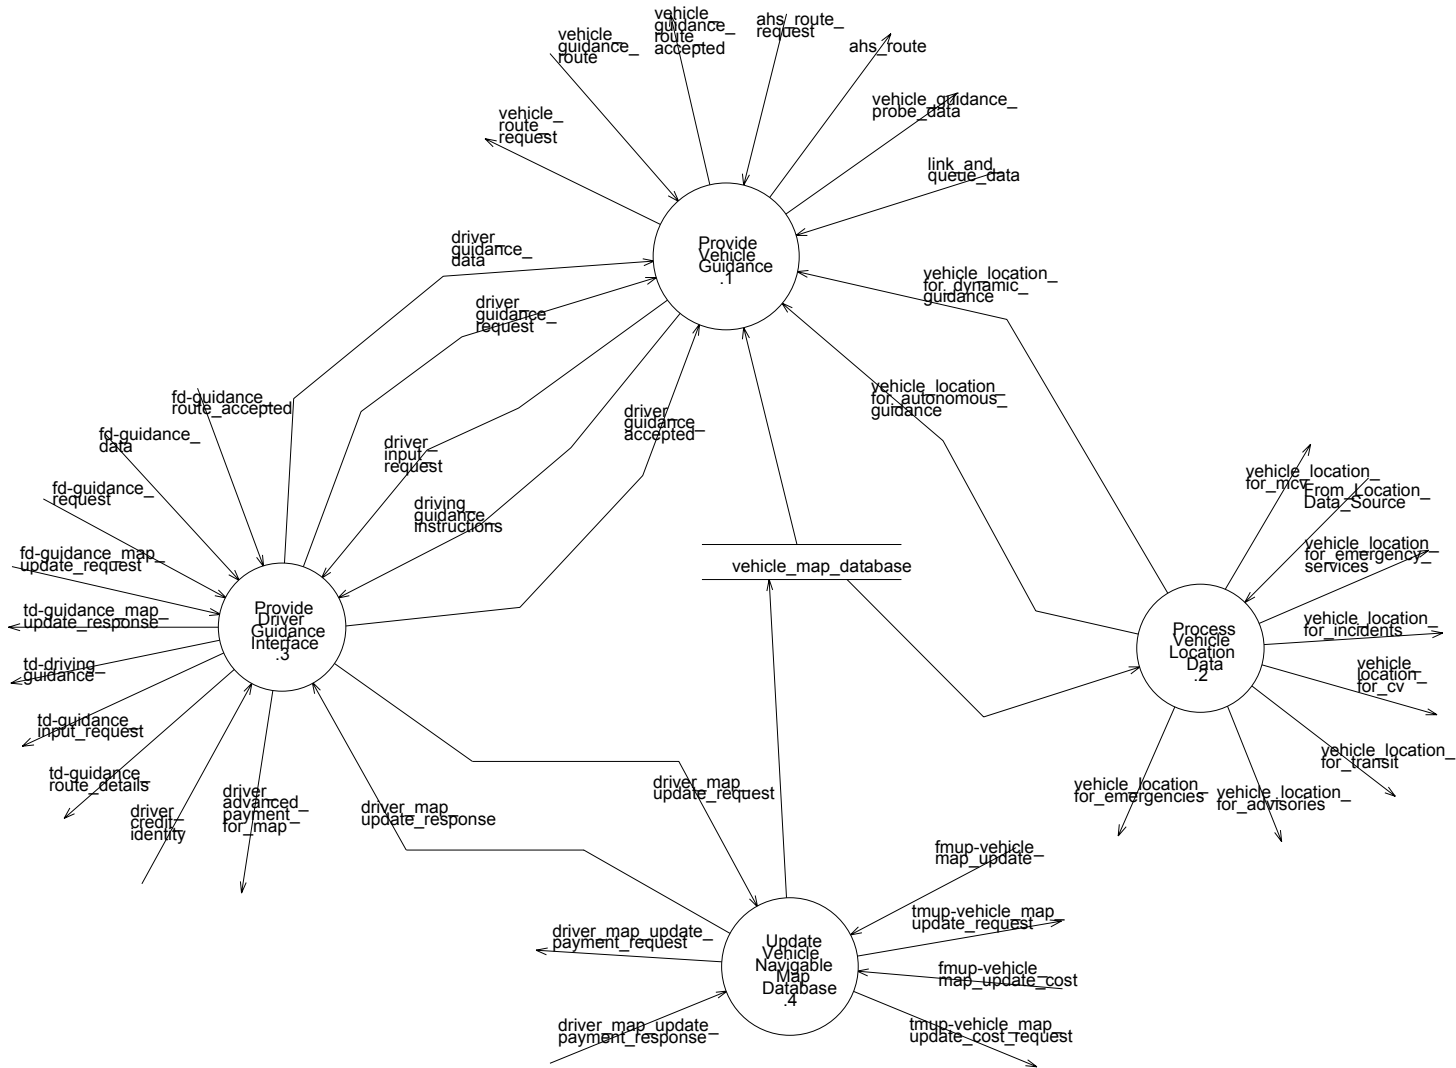 vehicle_
guidance_
route_
accepted
ahs_route_
request
vehicle_
guidance_
route
ahs_route
vehicle_guidance_
probe_data
vehicle_
route_
request
link_and_
queue_data
Provide
Vehicle
Guidance
.1
driver_
guidance_
data
vehicle_location_
for_dynamic_
guidance
driver_
guidance_
request
fd-guidance_
route_accepted
vehicle_location_
for_autonomous_
guidance
driver_
guidance_
accepted
fd-guidance_
data
driver_
input_
request
fd-guidance_
request
driving_
guidance_
instructions
vehicle_location_
for_mcv
From_Location_
Data_Source
fd-guidance_map_
update_request
vehicle_location_
for_emergency_
services
vehicle_map_database
td-guidance_map_
update_response
Provide
Driver
Guidance
Interface
.3
Process
Vehicle
Location
Data
.2
vehicle_location_
for_incidents
td-driving_
guidance
vehicle_
location_
for_cv
td-guidance_
input_request
vehicle_location_
for_transit
td-guidance_
route_details
driver_
credit_
identity
driver_
advanced_
payment_
for_map
driver_map_
update_response
driver_map_
update_request
vehicle_location_
for_emergencies
vehicle_location_
for_advisories
fmup-vehicle_
map_update
tmup-vehicle_map_
update_request
driver_map_update_
payment_request
Update
Vehicle
Navigable
Map
Database
.4
fmup-vehicle_
map_update_cost
driver_map_update_
payment_response
tmup-vehicle_map_
update_cost_request